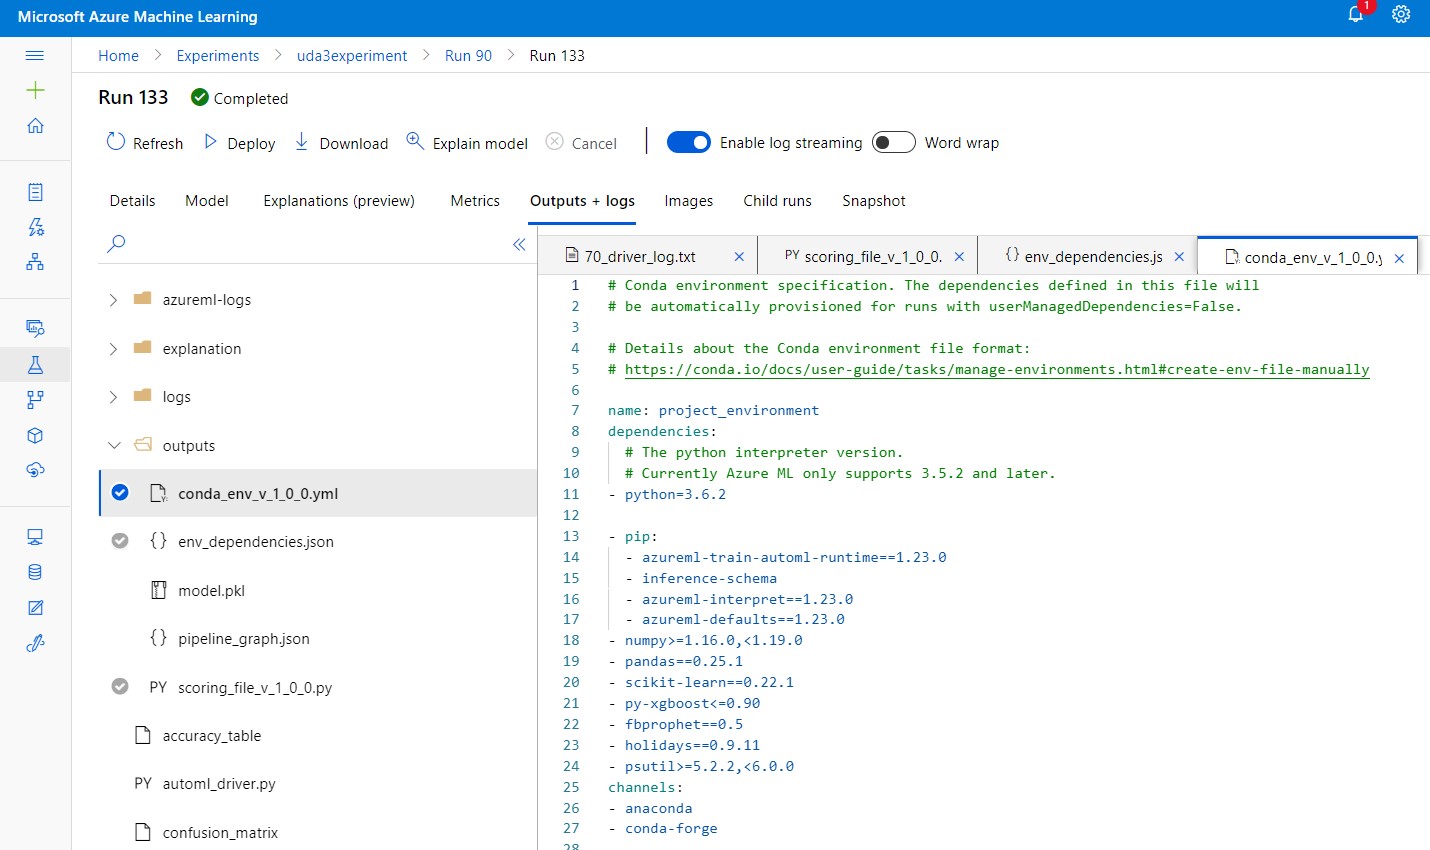 Microsoft Azure Machine Learning
1
Home > Experiments > uda3experiment > Run 90 > Run 133
Run 133 Completed
Refresh Deploy Download Explain model Cancel Enable log streaming Word wrap
Details Model Explanations (preview) Metrics Outputs + logs Images Child runs Snapshot
70_driver_log.txt × PY scoring_file_v_1_0_0. × {} env_dependencies.js × conda_env_v_1_0_0.y ×
azureml-logs
explanation
logs
outputs
conda_env_v_1_0_0.yml
{} env_dependencies.json
model.pkl
{} pipeline_graph.json
PY scoring_file_v_1_0_0.py
accuracy_table
PY automl_driver.py
confusion_matrix
1 # Conda environment specification. The dependencies defined in this file will
2 # be automatically provisioned for runs with userManagedDependencies=False.
3
4 # Details about the Conda environment file format:
5 # https://conda.io/docs/user-guide/tasks/manage-environments.html#create-env-file-manually
6
7 name: project_environment
8 dependencies:
9 # The python interpreter version.
10 # Currently Azure ML only supports 3.5.2 and later.
11 - python=3.6.2
12
13 - pip:
14 - azureml-train-automl-runtime==1.23.0
15 - inference-schema
16 - azureml-interpret==1.23.0
17 - azureml-defaults==1.23.0
18 - numpy>=1.16.0,<1.19.0
19 - pandas==0.25.1
20 - scikit-learn==0.22.1
21 - py-xgboost<=0.90
22 - fbprophet==0.5
23 - holidays==0.9.11
24 - psutil>=5.2.2,<6.0.0
25 channels:
26 - anaconda
27 - conda-forge
28